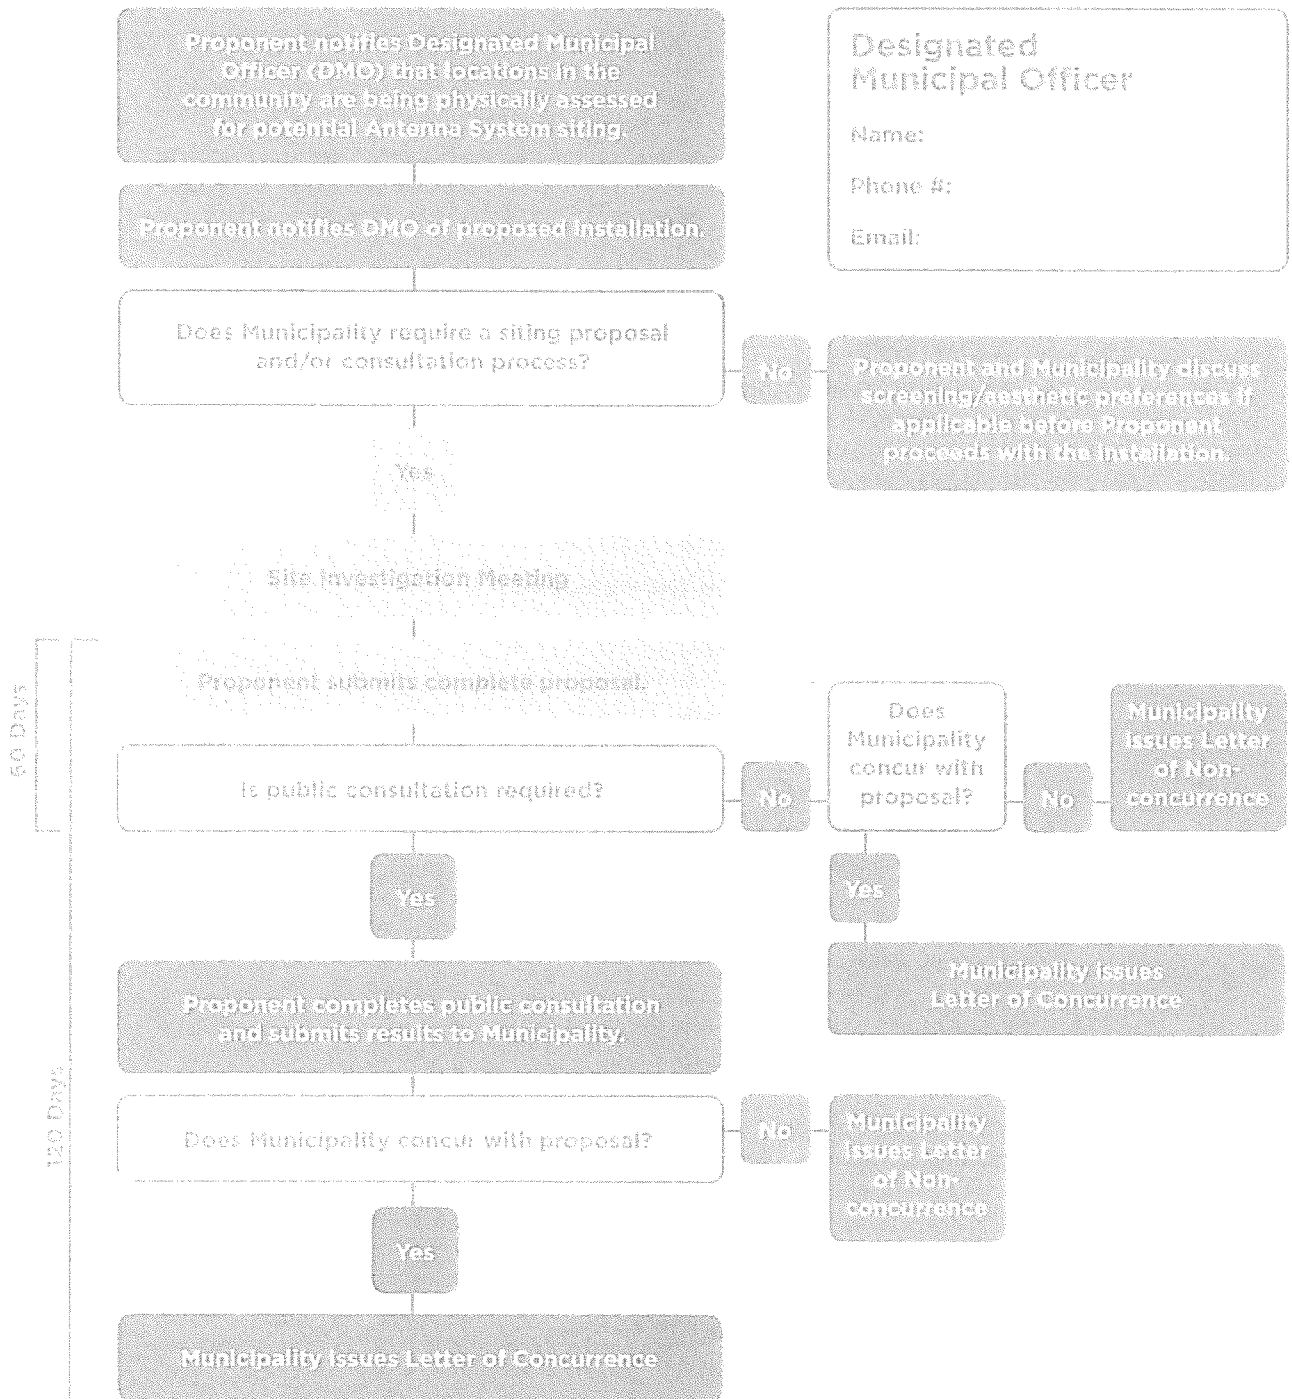 Proponent notifies Designated Municipal
Officer (DMO) that locations in the
community are being physically assessed
for potential Antenna System siting.
Designated
Municipal Officer
Name:
Phone #:
Email:
Proponent notifies DMO of proposed installation.
Does Municipality require a siting proposal
and/or consultation process?
No
Proponent and Municipality discuss
screening/aesthetic preferences if
applicable before Proponent
proceeds with the installation.
Yes
Site Investigation Meeting
Proponent submits complete proposal.
60 Days
Is public consultation required?
No
Does
Municipality
concur with
proposal?
No
Municipality
issues Letter
of Non-
concurrence
Yes
Yes
Municipality issues
Letter of Concurrence
Proponent completes public consultation
and submits results to Municipality.
120 Days
Does Municipality concur with proposal?
No
Municipality
issues Letter
of Non-
concurrence
Yes
Municipality issues Letter of Concurrence